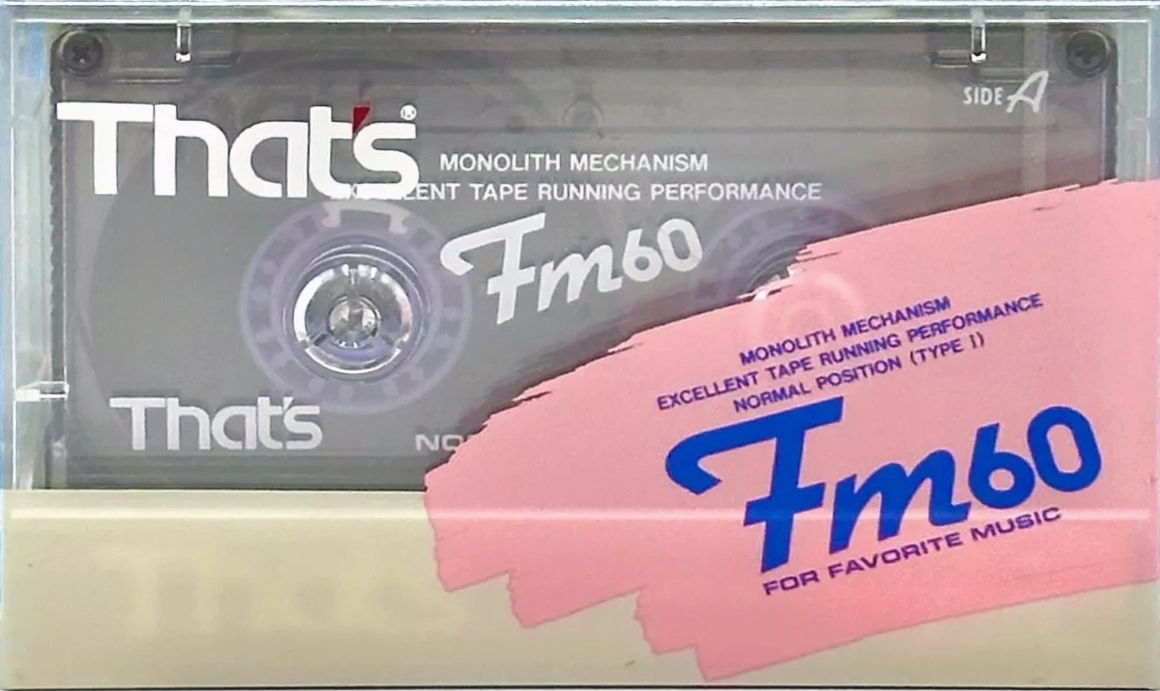 SIDE A
That's®
MONOLITH MECHANISM
EXCELLENT TAPE RUNNING PERFORMANCE
Fm60
MONOLITH MECHANISM
EXCELLENT TAPE RUNNING PERFORMANCE
NORMAL POSITION (TYPE I)
That's
NO
Fm60
FOR FAVORITE MUSIC